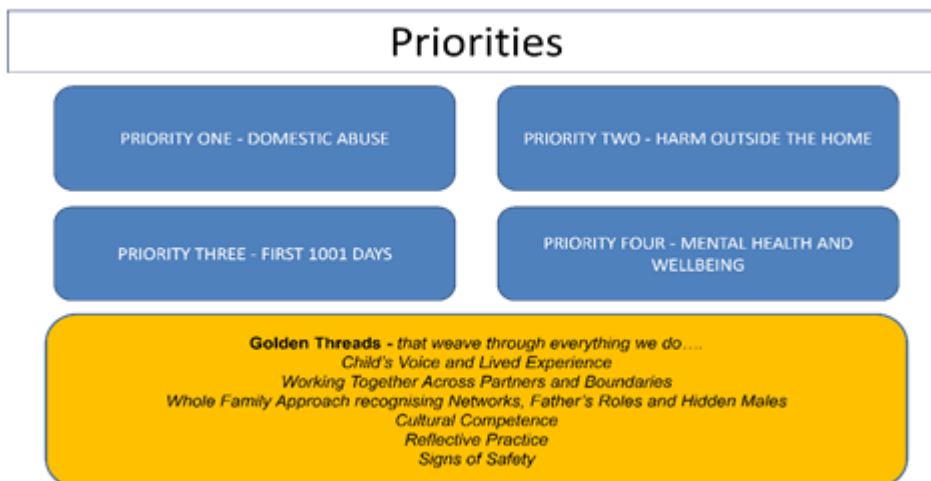 Priorities
PRIORITY ONE - DOMESTIC ABUSE
PRIORITY TWO - HARM OUTSIDE THE HOME
PRIORITY THREE - FIRST 1001 DAYS
PRIORITY FOUR - MENTAL HEALTH AND
WELLBEING
Golden Threads - that weave through everything we do....
Child's Voice and Lived Experience
Working Together Across Partners and Boundaries
Whole Family Approach recognising Networks, Father's Roles and Hidden Males
Cultural Competence
Reflective Practice
Signs of Safety